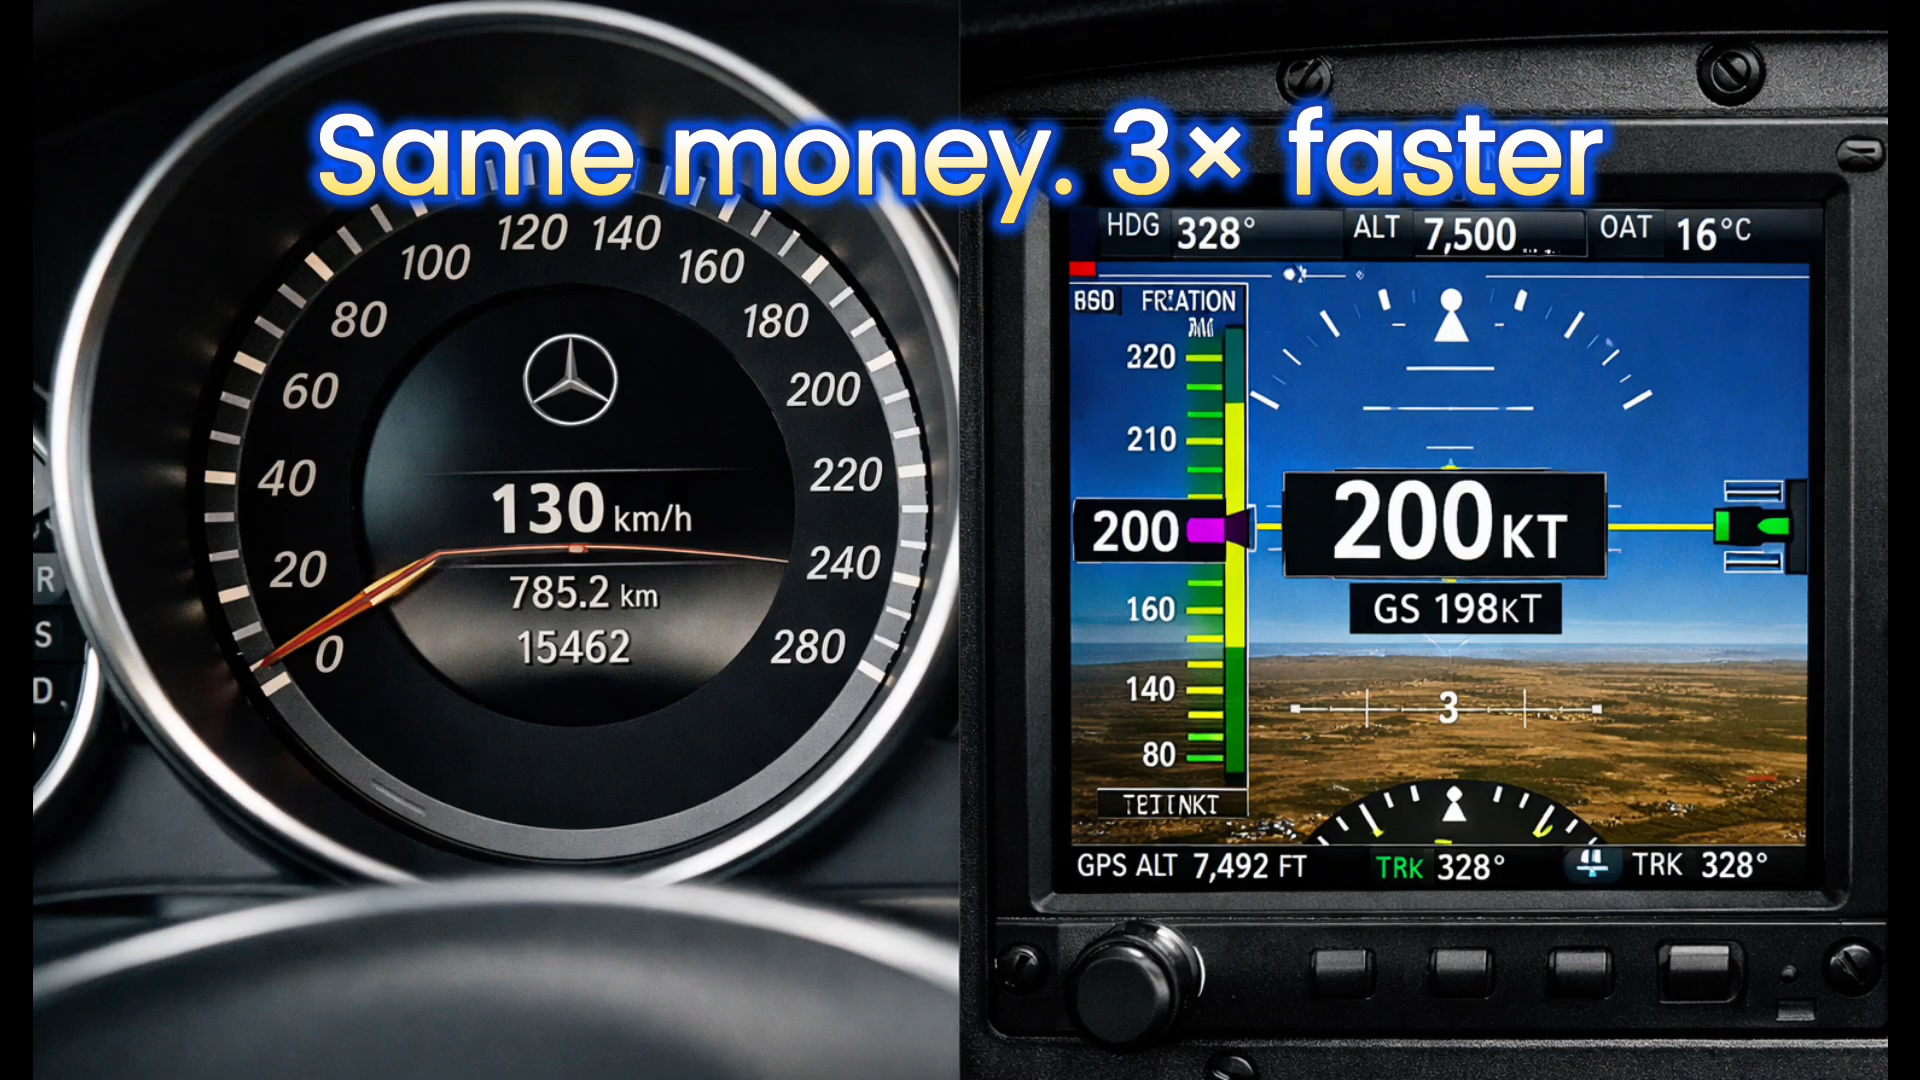 Same money. 3× faster
0
20
40
60
80
100
120
140
160
180
200
220
240
280
130 km/h
785.2 km
15462
R
S
D
HDG 328° ALT 7,500 OAT 16°C
FRIATION
320
210
200
160
140
80
200KT
GS 198KT
3
GPS ALT 7,492 FT TRK 328° TRK 328°